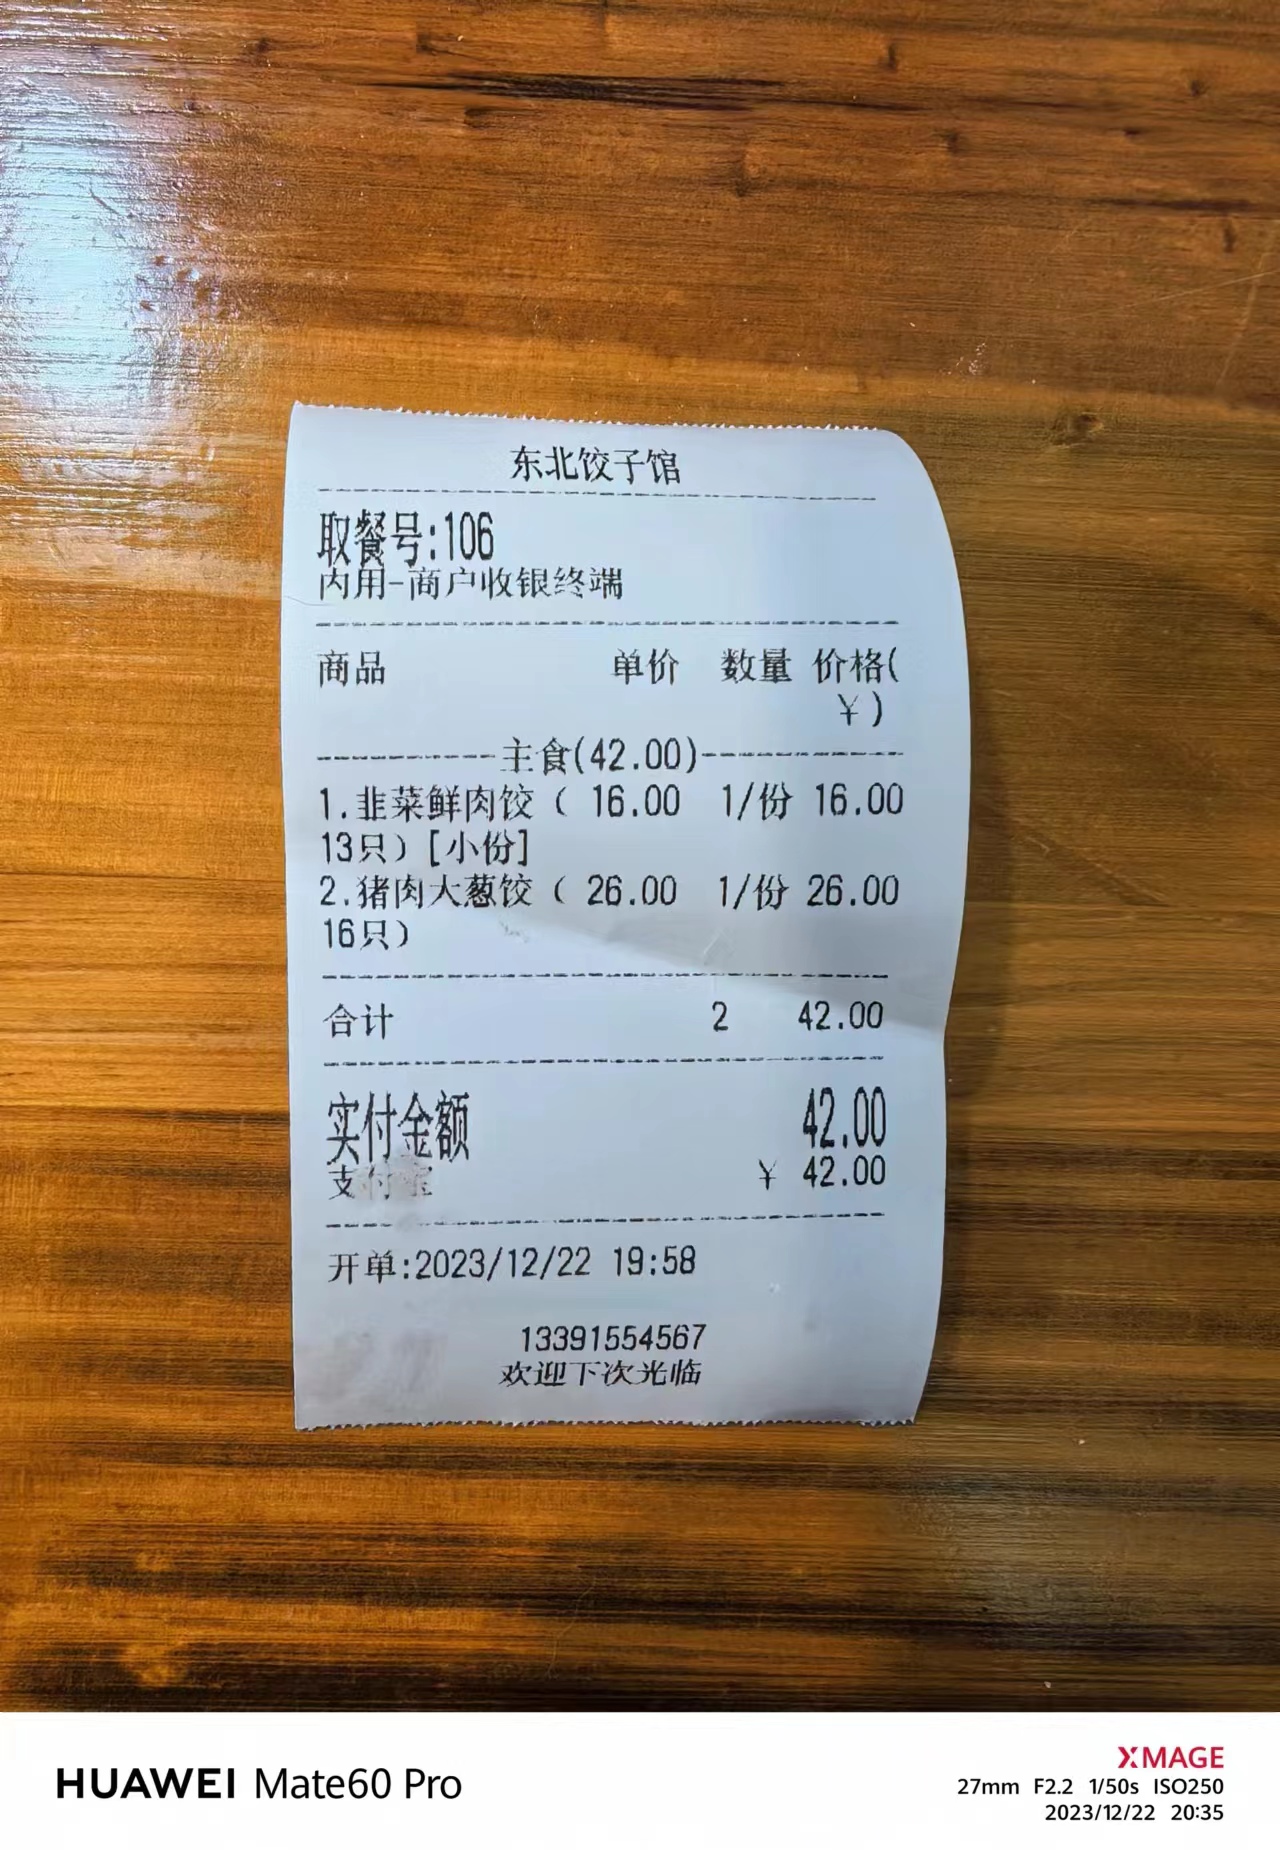 东北饺子馆
取餐号:106
内用-商户收银终端
商品 单价 数量 价格(
¥)
主食(42.00)
1.韭菜鲜肉饺( 16.00 1/份 16.00
13只)[小份]
2.猪肉大葱饺( 26.00 1/份 26.00
16只)
合计 2 42.00
实付金额 42.00
支付宝 ¥ 42.00
开单:2023/12/22 19:58
13391554567
欢迎下次光临
HUAWEI Mate60 Pro
XMAGE
27mm F2.2 1/50s ISO250
2023/12/22 20:35